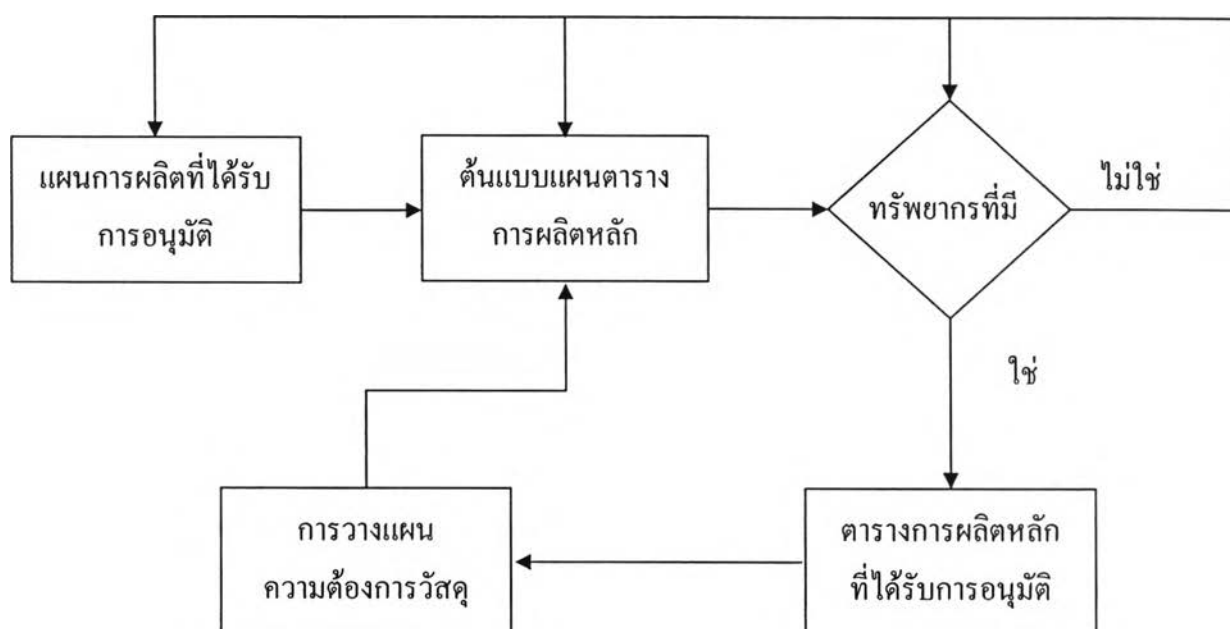 แผนการผลิตที่ได้รับ
การอนุมัติ
ต้นแบบแผนตาราง
การผลิตหลัก
ทรัพยากรที่มี
ไม่ใช่
ใช่
การวางแผน
ความต้องการวัสดุ
ตารางการผลิตหลัก
ที่ได้รับการอนุมัติ